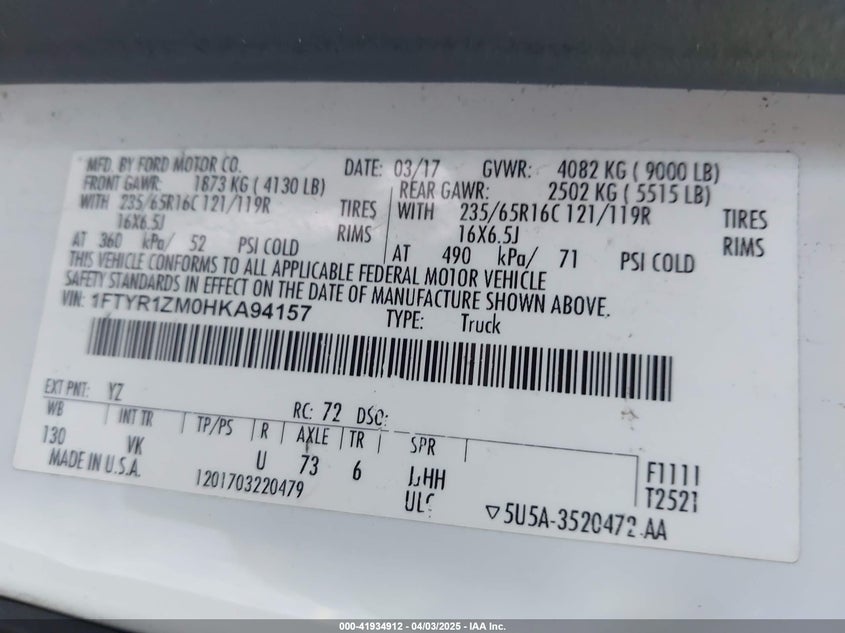 MFD. BY FORD MOTOR CO. DATE: 03/17 GVWR: 4082 KG ( 9000 LB)
FRONT GAWR: 1873 KG ( 4130 LB) REAR GAWR: 2502 KG ( 5515 LB)
WITH 235/65R16C 121/119R TIRES WITH 235/65R16C 121/119R TIRES
16X6.5J RIMS 16X6.5J RIMS
AT 360 kPa/ 52 PSI COLD AT 490 kPa/ 71 PSI COLD
THIS VEHICLE CONFORMS TO ALL APPLICABLE FEDERAL MOTOR VEHICLE
SAFETY STANDARDS IN EFFECT ON THE DATE OF MANUFACTURE SHOWN ABOVE.
VIN: 1FTYR1ZM0HKA94157 TYPE: Truck
EXT PNT: YZ RC: 72 DSO:
WB INT TR TP/PS R AXLE TR SPR
130 VK U 73 6 F1111
MADE IN U.S.A. 1201703220479 T2521
▽5U5A-3520472 AA
000-41934912 - 04/03/2025 - IAA Inc.